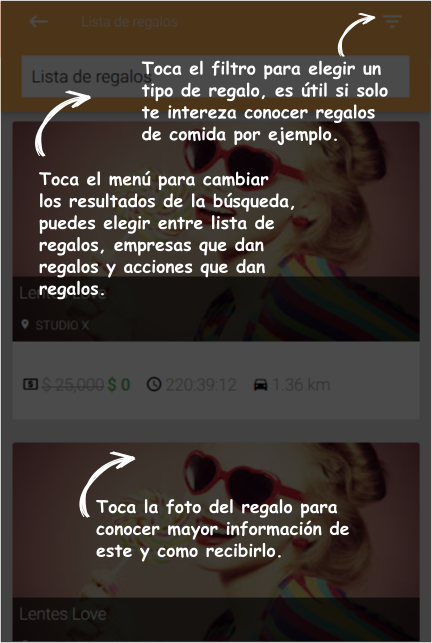 Lista de regalos
Lista de regalos
Toca el filtro para elegir un
tipo de regalo, es útil si solo
te intereza conocer regalos
de comida por ejemplo.
Toca el menú para cambiar
los resultados de la búsqueda,
puedes elegir entre lista de
regalos, empresas que dan
regalos y acciones que dan
regalos.
Lentes Love
STUDIO X
$ 25,000 $ 0 220:39:12 1.36 km
Toca la foto del regalo para
conocer mayor información de
este y como recibirlo.
Lentes Love